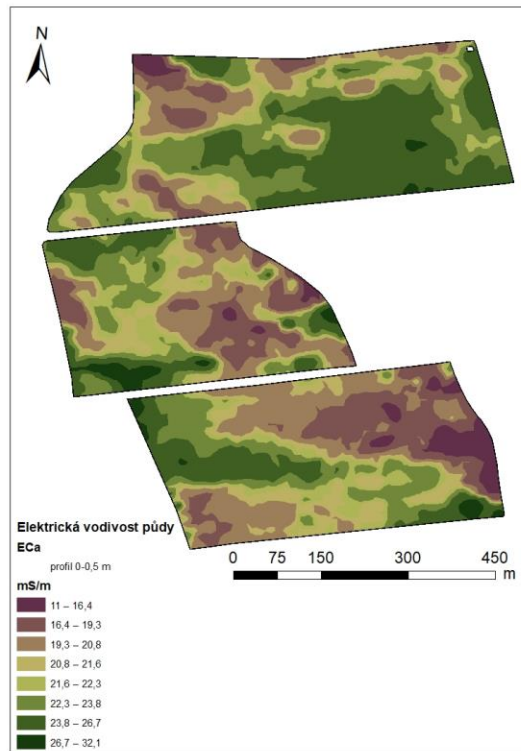 N
Elektrická vodivost půdy
ECa
profil 0-0,5 m
mS/m
11 – 16,4
16,4 – 19,3
19,3 – 20,8
20,8 – 21,6
21,6 – 22,3
22,3 – 23,8
23,8 – 26,7
26,7 – 32,1
0 75 150 300 450
m